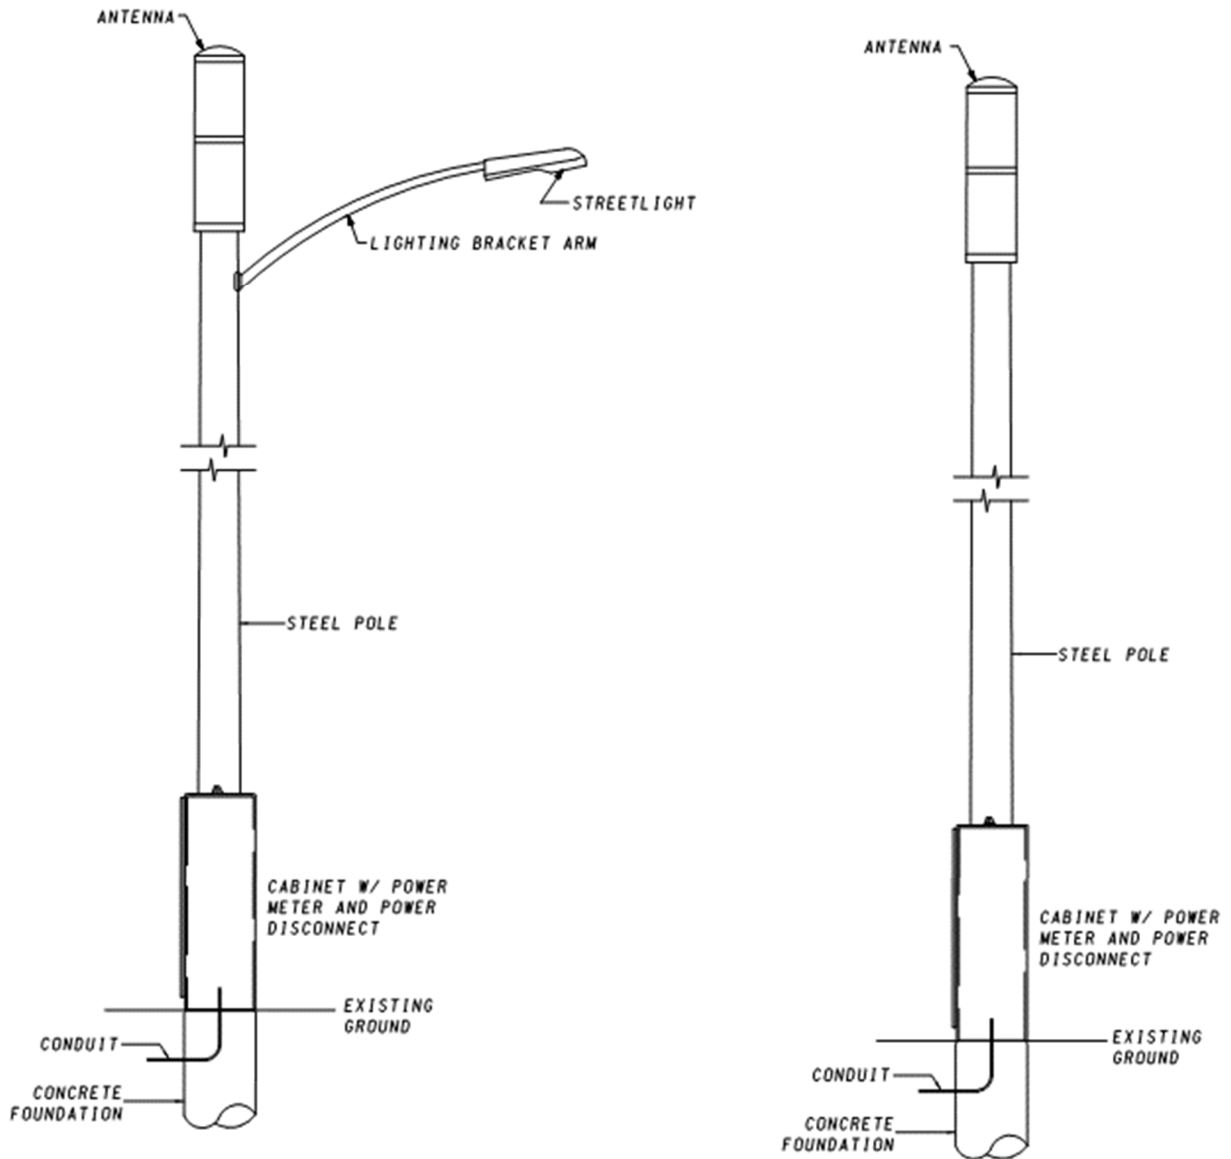 ANTENNA
STREETLIGHT
LIGHTING BRACKET ARM
STEEL POLE
CABINET W/ POWER
METER AND POWER
DISCONNECT
EXISTING
GROUND
CONDUIT
CONCRETE
FOUNDATION
ANTENNA
STEEL POLE
CABINET W/ POWER
METER AND POWER
DISCONNECT
EXISTING
GROUND
CONDUIT
CONCRETE
FOUNDATION